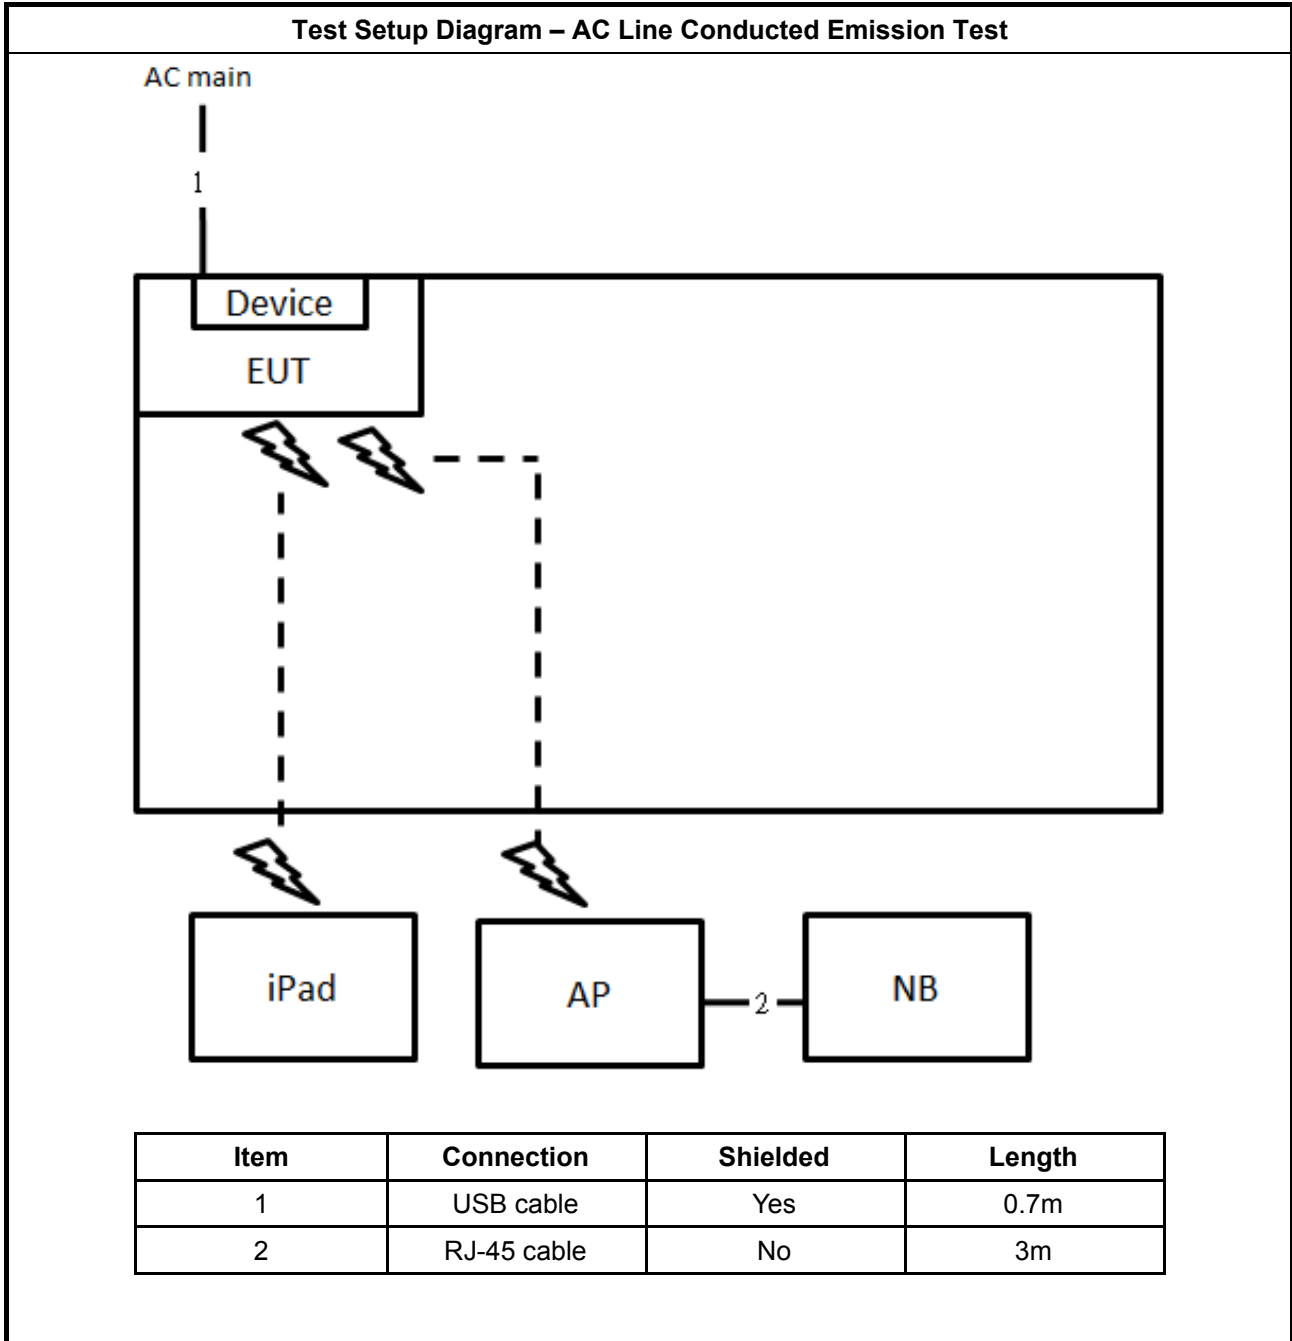 Test Setup Diagram – AC Line Conducted Emission Test
AC main
1
Device
EUT
iPad
AP
2
NB
Item Connection Shielded Length
1 USB cable Yes 0.7m
2 RJ-45 cable No 3m